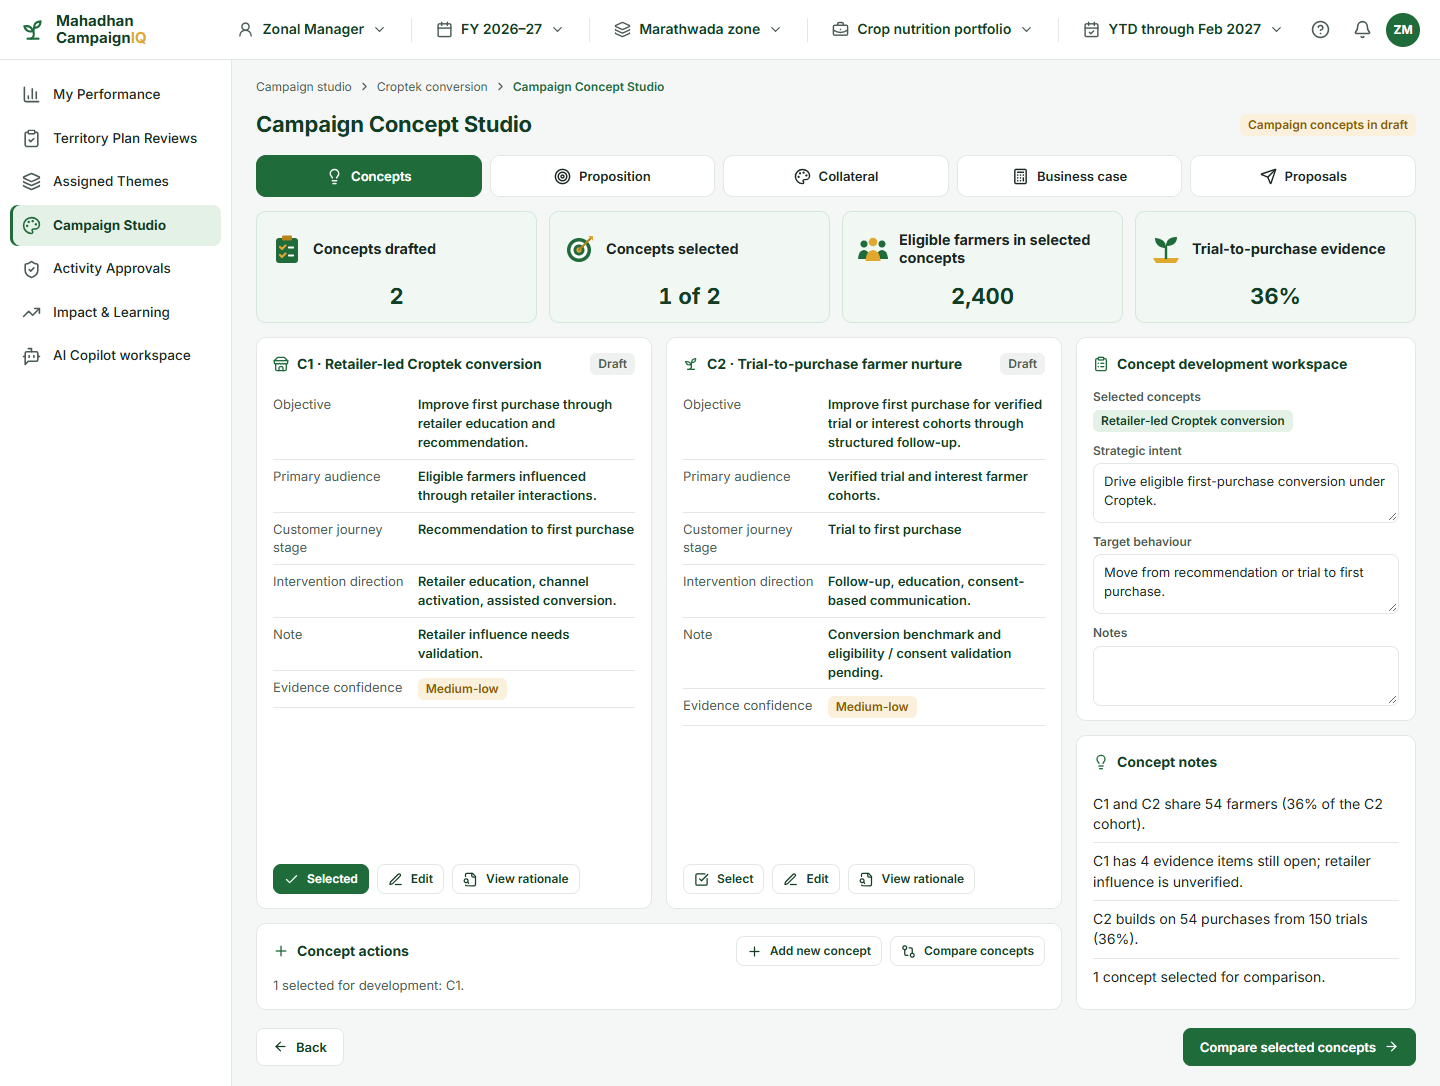 Mahadhan
CampaignIQ
Zonal Manager
FY 2026–27
Marathwada zone
Crop nutrition portfolio
YTD through Feb 2027
ZM
My Performance
Territory Plan Reviews
Assigned Themes
Campaign Studio
Activity Approvals
Impact & Learning
AI Copilot workspace
Campaign studio > Croptek conversion > Campaign Concept Studio
Campaign Concept Studio
Campaign concepts in draft
Concepts
Proposition
Collateral
Business case
Proposals
Concepts drafted
2
Concepts selected
1 of 2
Eligible farmers in selected
concepts
2,400
Trial-to-purchase evidence
36%
C1 · Retailer-led Croptek conversion
Draft
Objective
Improve first purchase through
retailer education and
recommendation.
Primary audience
Eligible farmers influenced
through retailer interactions.
Customer journey
stage
Recommendation to first purchase
Intervention direction
Retailer education, channel
activation, assisted conversion.
Note
Retailer influence needs
validation.
Evidence confidence
Medium-low
Selected
Edit
View rationale
C2 · Trial-to-purchase farmer nurture
Draft
Objective
Improve first purchase for verified
trial or interest cohorts through
structured follow-up.
Primary audience
Verified trial and interest farmer
cohorts.
Customer journey
stage
Trial to first purchase
Intervention direction
Follow-up, education, consent-
based communication.
Note
Conversion benchmark and
eligibility / consent validation
pending.
Evidence confidence
Medium-low
Select
Edit
View rationale
Concept actions
Add new concept
Compare concepts
1 selected for development: C1.
Concept development workspace
Selected concepts
Retailer-led Croptek conversion
Strategic intent
Drive eligible first-purchase conversion under
Croptek.
Target behaviour
Move from recommendation or trial to first
purchase.
Notes
Concept notes
C1 and C2 share 54 farmers (36% of the C2
cohort).
C1 has 4 evidence items still open; retailer
influence is unverified.
C2 builds on 54 purchases from 150 trials
(36%).
1 concept selected for comparison.
Back
Compare selected concepts